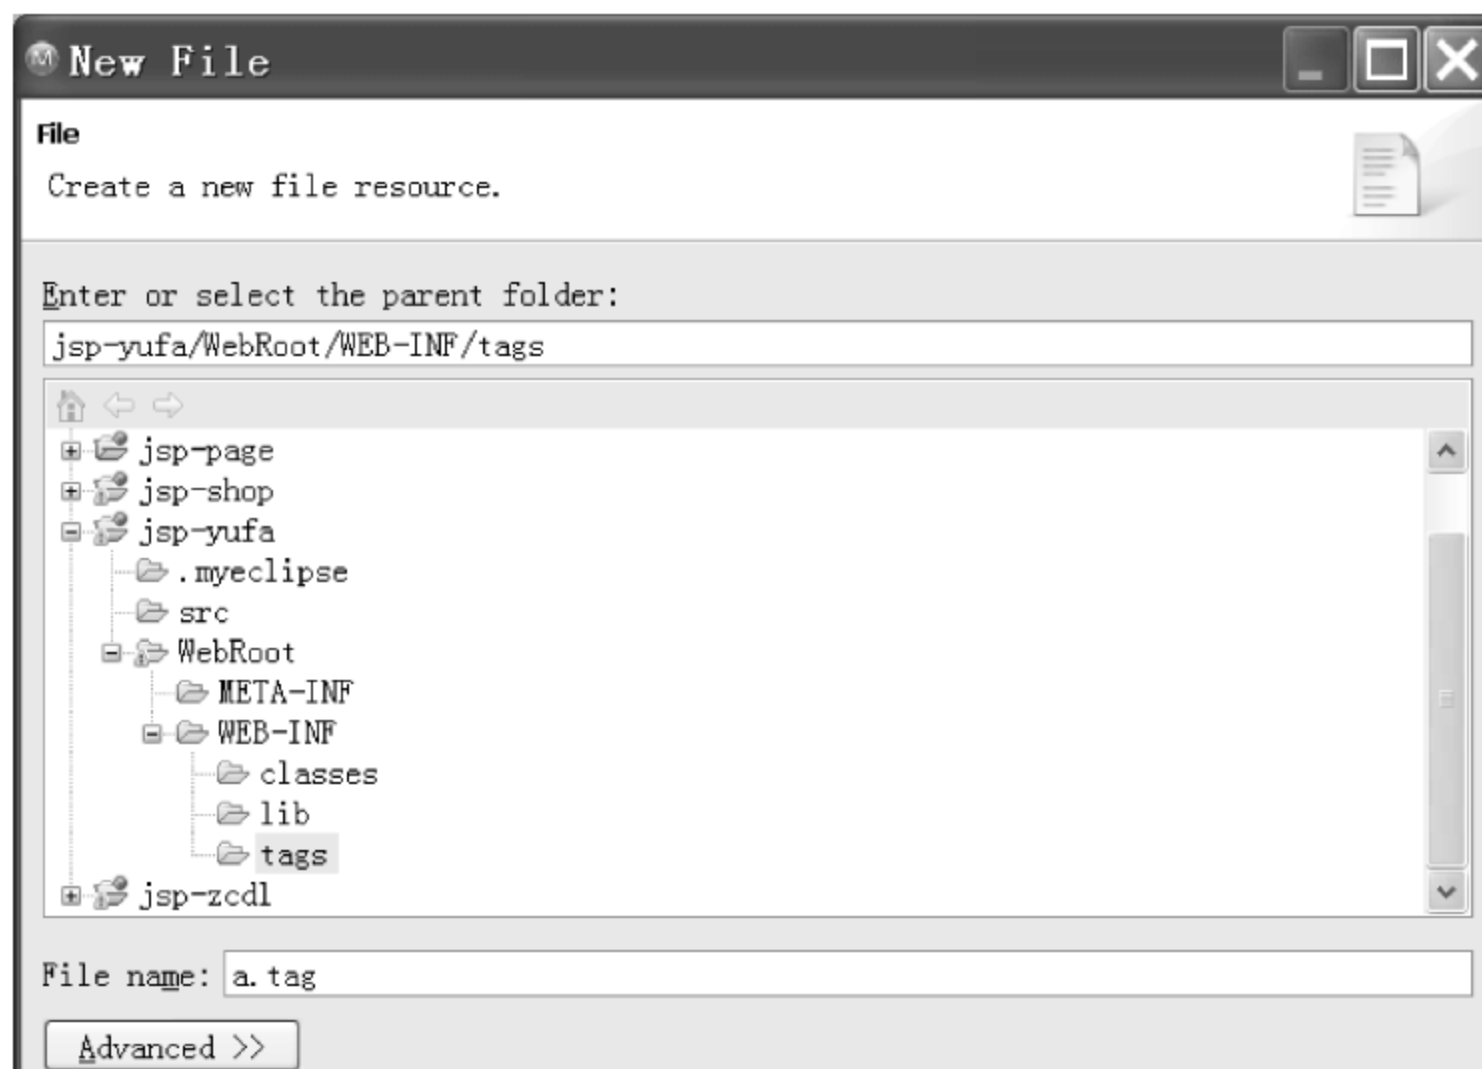 New File
File
Create a new file resource.
Enter or select the parent folder:
jsp-yufa/WebRoot/WEB-INF/tags
jsp-page
jsp-shop
jsp-yufa
.myeclipse
src
WebRoot
META-INF
WEB-INF
classes
lib
tags
jsp-zcdl
File name: a.tag
Advanced >>